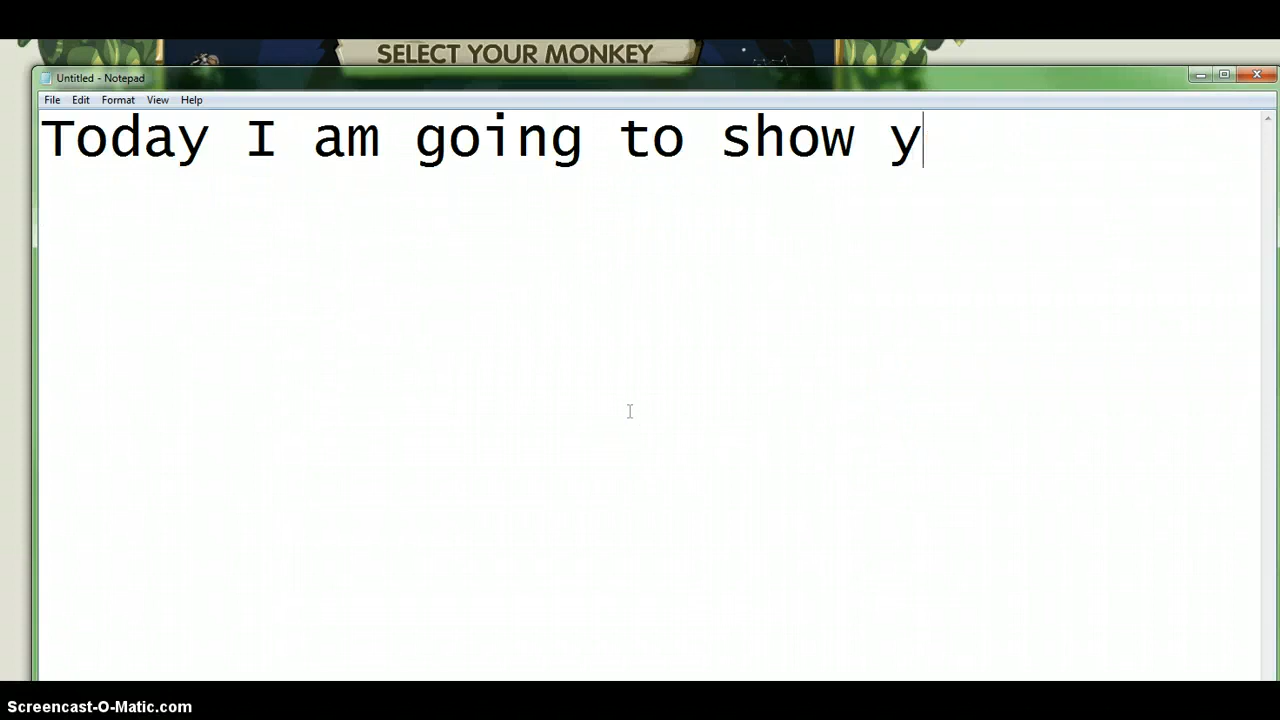 SELECT YOUR MONKEY
Untitled - Notepad
File Edit Format View Help
Today I am going to show y
Screencast-O-Matic.com